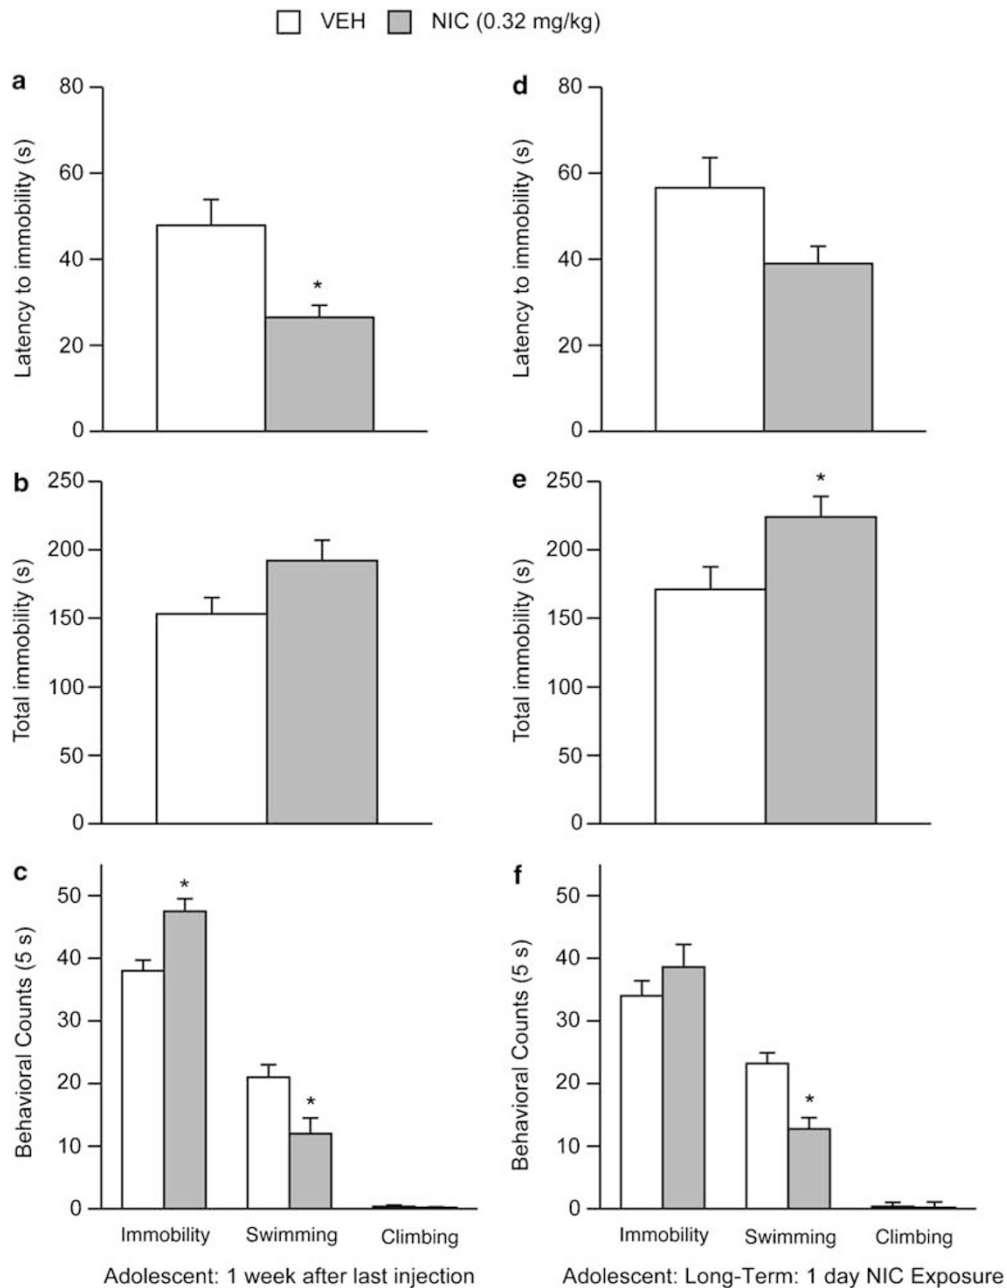 VEH NIC (0.32 mg/kg)
a
80
60
40
20
0
Latency to immobility (s)
*
d
80
60
40
20
0
Latency to immobility (s)
b
250
200
150
100
50
0
Total immobility (s)
e
250
200
150
100
50
0
Total immobility (s)
*
c
50
40
30
20
10
0
Behavioral Counts (5 s)
*
*
Immobility Swimming Climbing
Adolescent: 1 week after last injection
f
50
40
30
20
10
0
Behavioral Counts (5 s)
*
Immobility Swimming Climbing
Adolescent: Long-Term: 1 day NIC Exposure